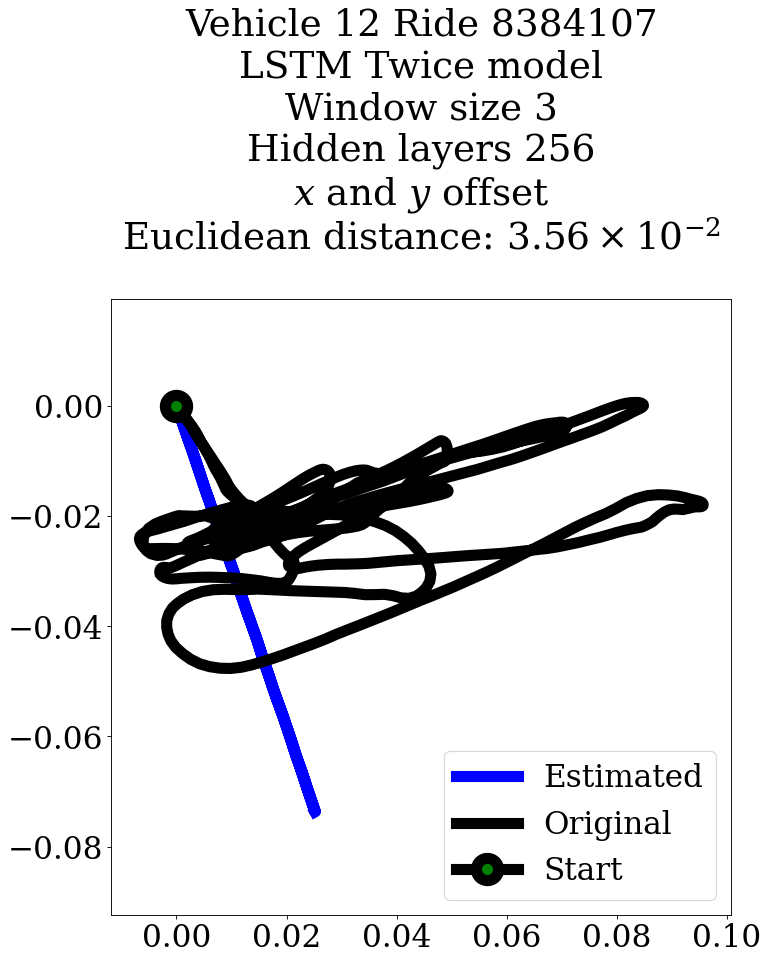 Vehicle 12 Ride 8384107
LSTM Twice model
Window size 3
Hidden layers 256
x and y offset
Euclidean distance: 3.56 × 10⁻²
0.00
−0.02
−0.04
−0.06
−0.08
Estimated
Original
Start
0.00 0.02 0.04 0.06 0.08 0.10